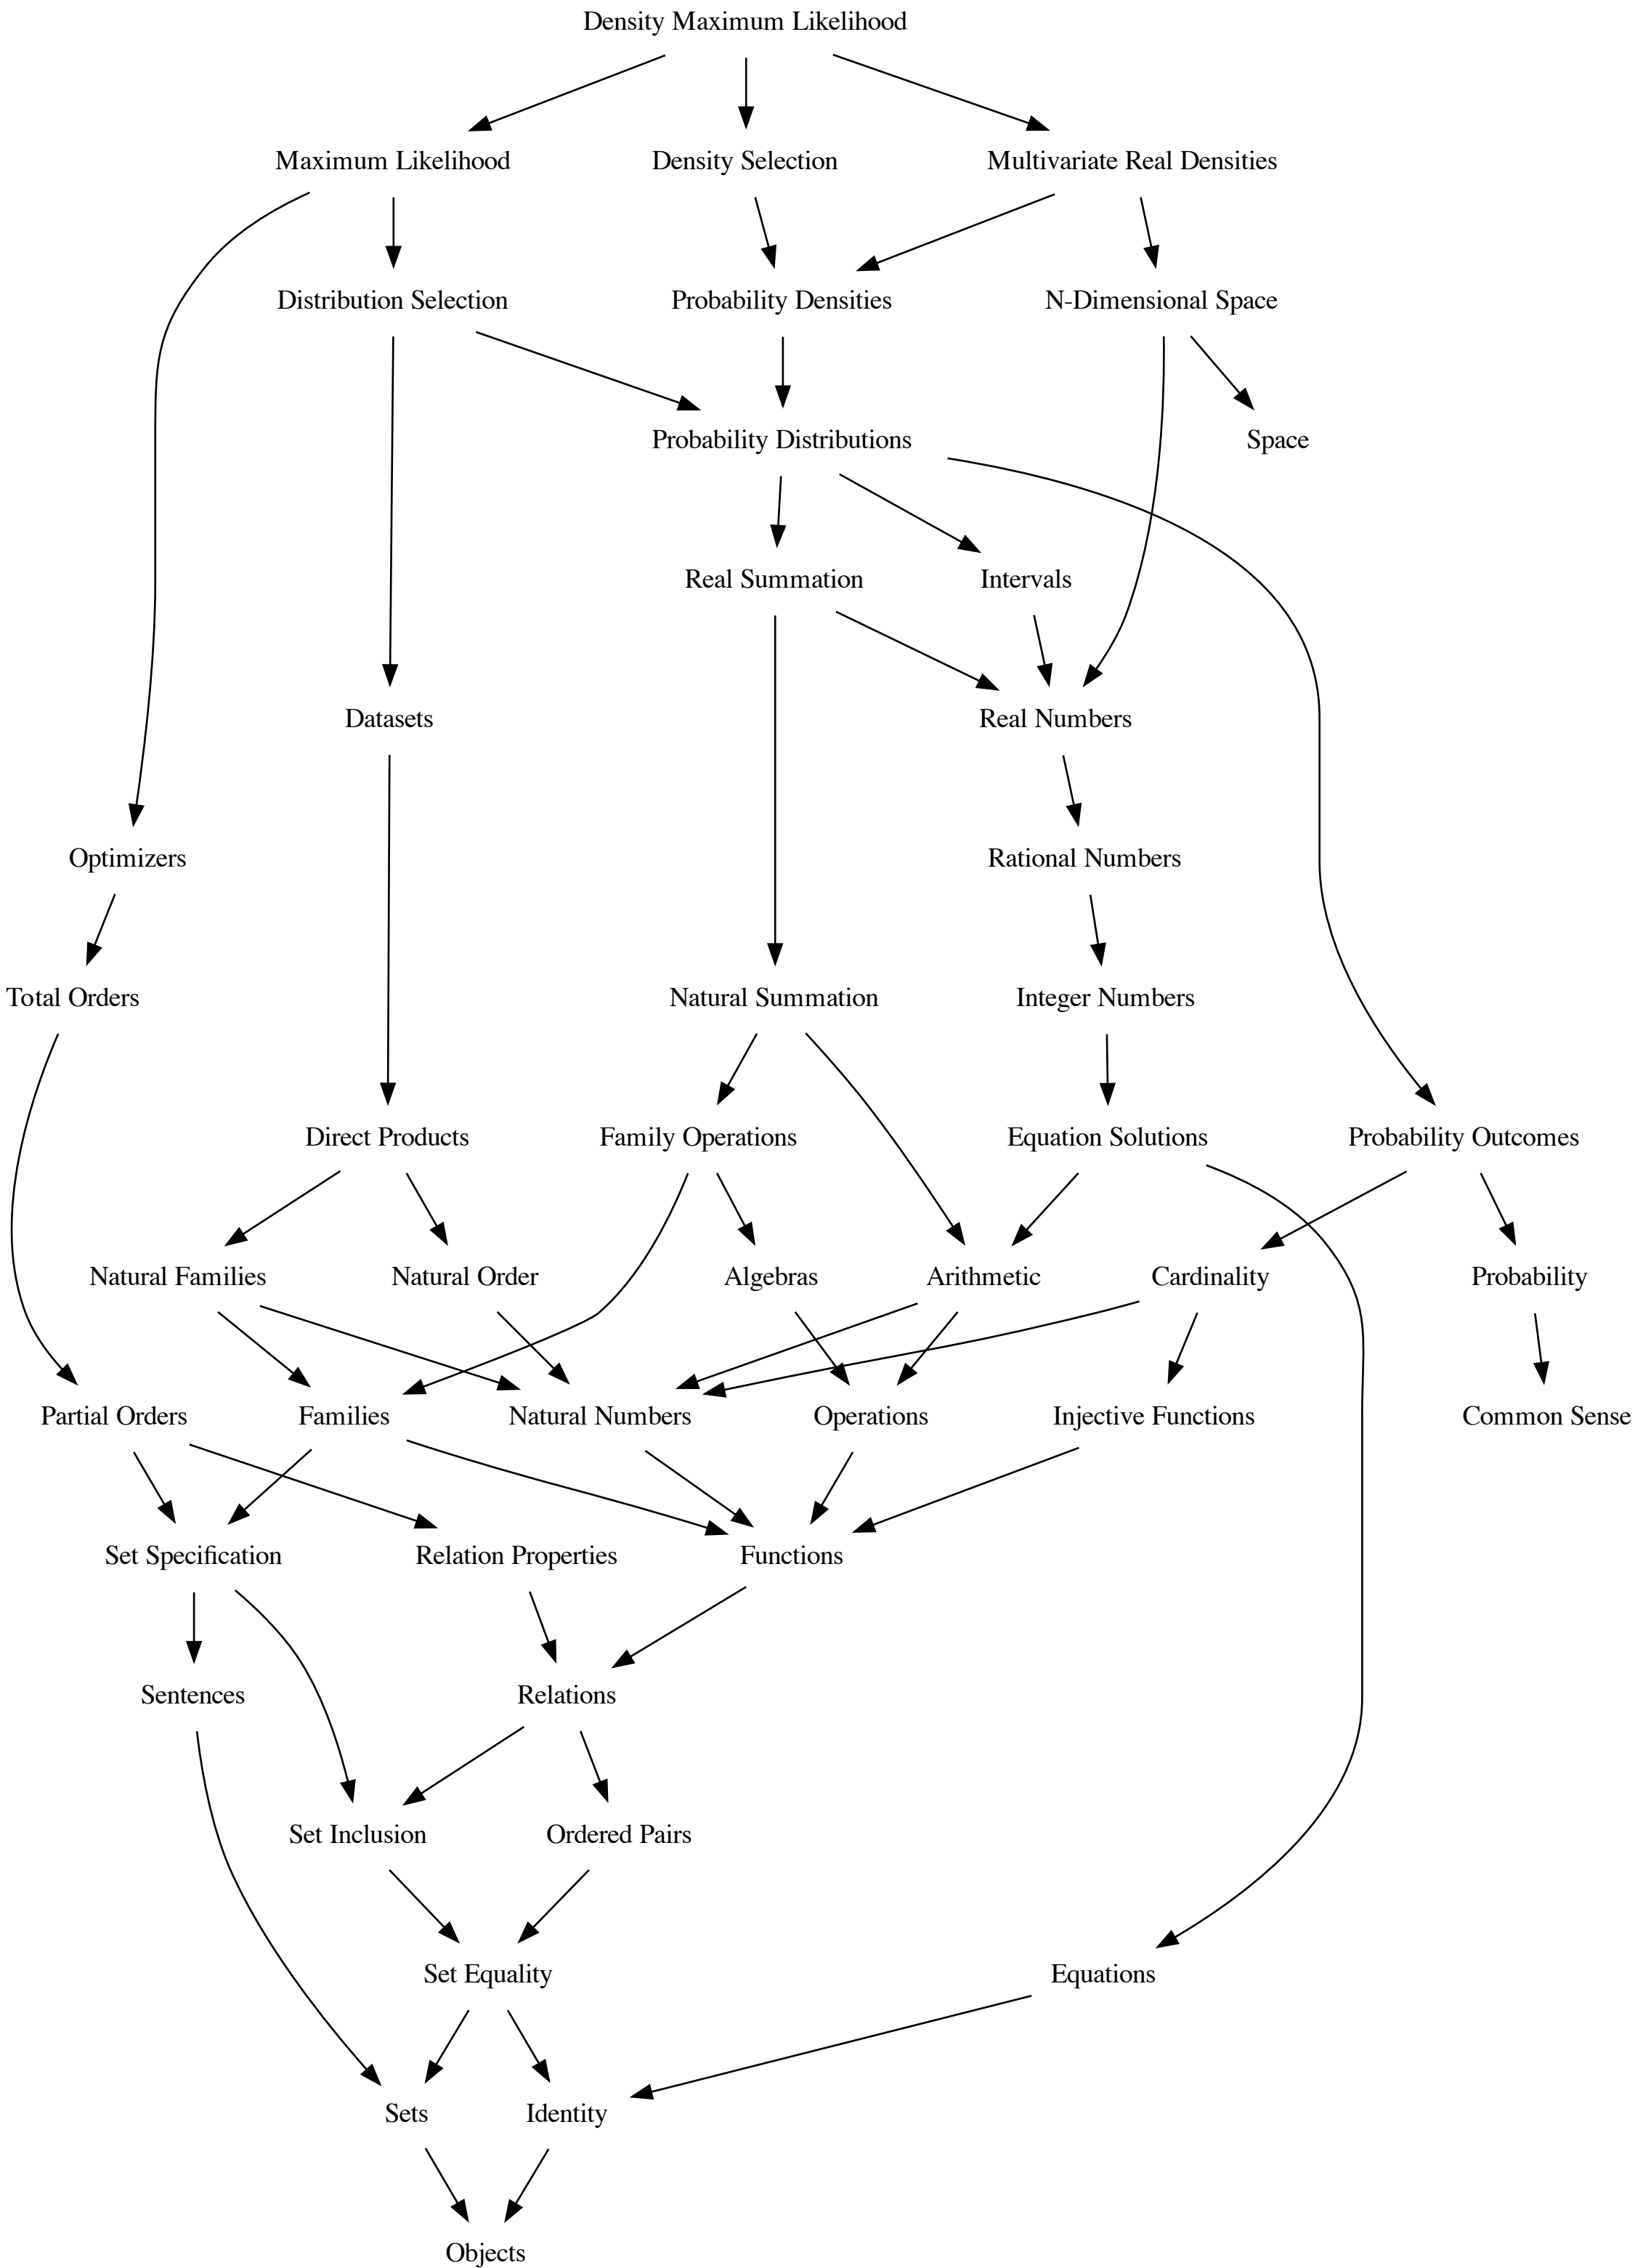 Density Maximum Likelihood
Maximum Likelihood
Density Selection
Multivariate Real Densities
Distribution Selection
Probability Densities
N-Dimensional Space
Probability Distributions
Space
Real Summation
Intervals
Datasets
Real Numbers
Optimizers
Rational Numbers
Total Orders
Natural Summation
Integer Numbers
Direct Products
Family Operations
Equation Solutions
Probability Outcomes
Natural Families
Natural Order
Algebras
Arithmetic
Cardinality
Probability
Partial Orders
Families
Natural Numbers
Operations
Injective Functions
Common Sense
Set Specification
Relation Properties
Functions
Sentences
Relations
Set Inclusion
Ordered Pairs
Set Equality
Equations
Sets
Identity
Objects